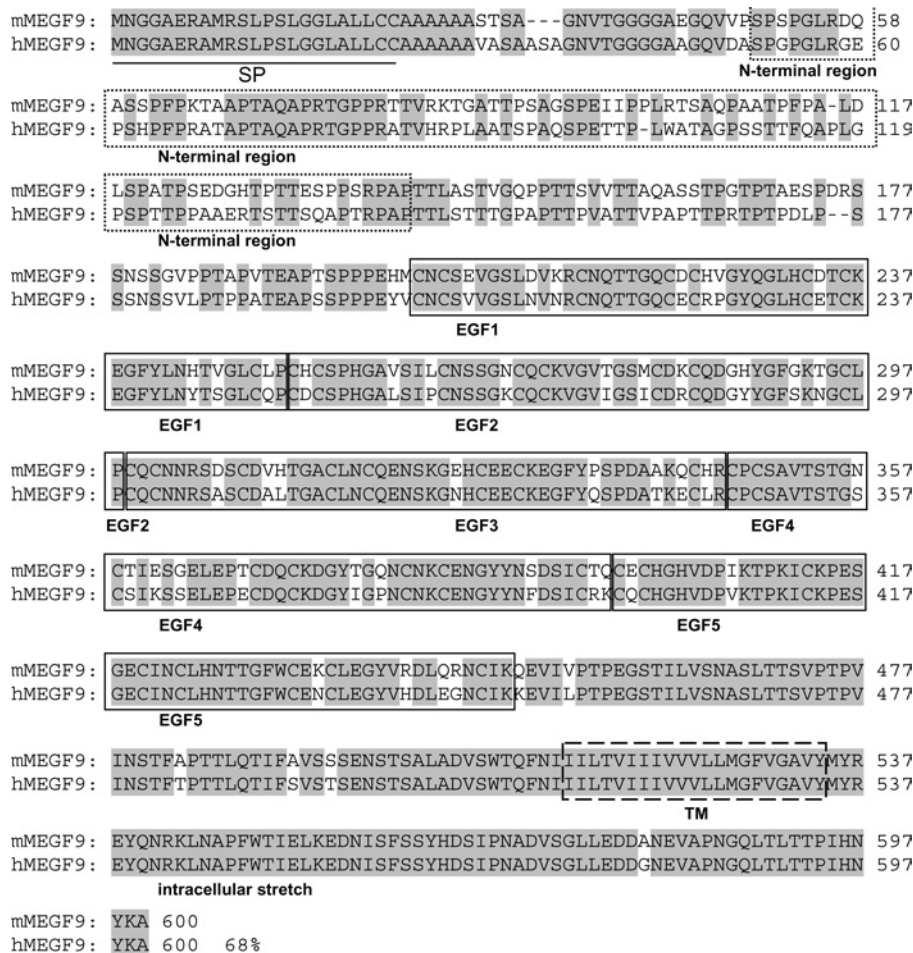 mMEGF9: MNGGAERAMRSLPSLGGLALLCCAAAAAASTSA---GNVTGGGGAEGQVVPSPSPGLRDQ 58
hMEGF9: MNGGAERAMRSLPSLGGLALLCCAAAAAAVASAASAGNVTGGGGAAGQVDASPGPGLRGE 60
SP N-terminal region
mMEGF9: ASSPFPKTAAPTAQAPRTGPPRTTVRKTGATTPSAGSPEIIPPLRTSAQPAATPFPA-LD 117
hMEGF9: PSHPFPRATAPTAQAPRTGPPRATVHRPLAATSPAQSPETTP-LWATAGPSSTTFQAPLG 119
N-terminal region
mMEGF9: LSPATPSEDGHTPTTESPPSRPAPTTLASTVGQPPTTSVVTTAQASSTPGTPTAESPDRS 177
hMEGF9: PSPTTPPAAERTSTTSQAPTRPAPTTLSTTTGPAPTTPVATTVPAPTTPRTPTPDLP--S 177
N-terminal region
mMEGF9: SNSSGVPPTAPVTEAPTSPPPEHMCNCSEVGSLDVKRCNQTTGQCDCHVGYQGLHCDTCK 237
hMEGF9: SSNSSVLPTPPATEAPSSPPPEYVCNCSVVGSLNVNRCNQTTGQCECRPGYQGLHCETCK 237
EGF1
mMEGF9: EGFYLNHTVGLCLPCHCSPHGAVSILCNSSGNCQCKVGVTGSMCDKCQDGHYGFGKTGCL 297
hMEGF9: EGFYLNYTSGLCQPCDCSPHGALSIPCNSSGKCQCKVGVIGSICDRCQDGYYGFSKNGCL 297
EGF1 EGF2
mMEGF9: PCQCNNRSDSCDVHTGACLNCQENSKGEHCEECKEGFYPSPDAAKQCHRCPCSAVTSTGN 357
hMEGF9: PCQCNNRSASCDALTGACLNCQENSKGNHCEECKEGFYQSPDATKECLRCPCSAVTSTGS 357
EGF2 EGF3 EGF4
mMEGF9: CTIESGELEPTCDQCKDGYTGQNCNKCENGYYNSDSICTQCECHGHVDPIKTPKICKPES 417
hMEGF9: CSIKSSELEPECDQCKDGYIGPNCNKCENGYYNFDSICRKCQCHGHVDPVKTPKICKPES 417
EGF4 EGF5
mMEGF9: GECINCLHNTTGFWCEKCLEGYVRDLQRNCIKQEVIVPTPEGSTILVSNASLTTSVPTPV 477
hMEGF9: GECINCLHNTTGFWCENCLEGYVHDLEGNCIKKEVILPTPEGSTILVSNASLTTSVPTPV 477
EGF5
mMEGF9: INSTFAPTTLQTIFAVSSSENSTSALADVSWTQFNIIILTVIIIVVVLLMGFVGAVYMYR 537
hMEGF9: INSTFTPTTLQTIFSVSTSENSTSALADVSWTQFNIIILTVIIIVVVLLMGFVGAVYMYR 537
TM
mMEGF9: EYQNRKLNAPFWTIELKEDNISFSSYHDSIPNADVSGLLEDDANEVAPNGQLTLTTPIHN 597
hMEGF9: EYQNRKLNAPFWTIELKEDNISFSSYHDSIPNADVSGLLEDDGNEVAPNGQLTLTTPIHN 597
intracellular stretch
mMEGF9: YKA 600
hMEGF9: YKA 600 68%